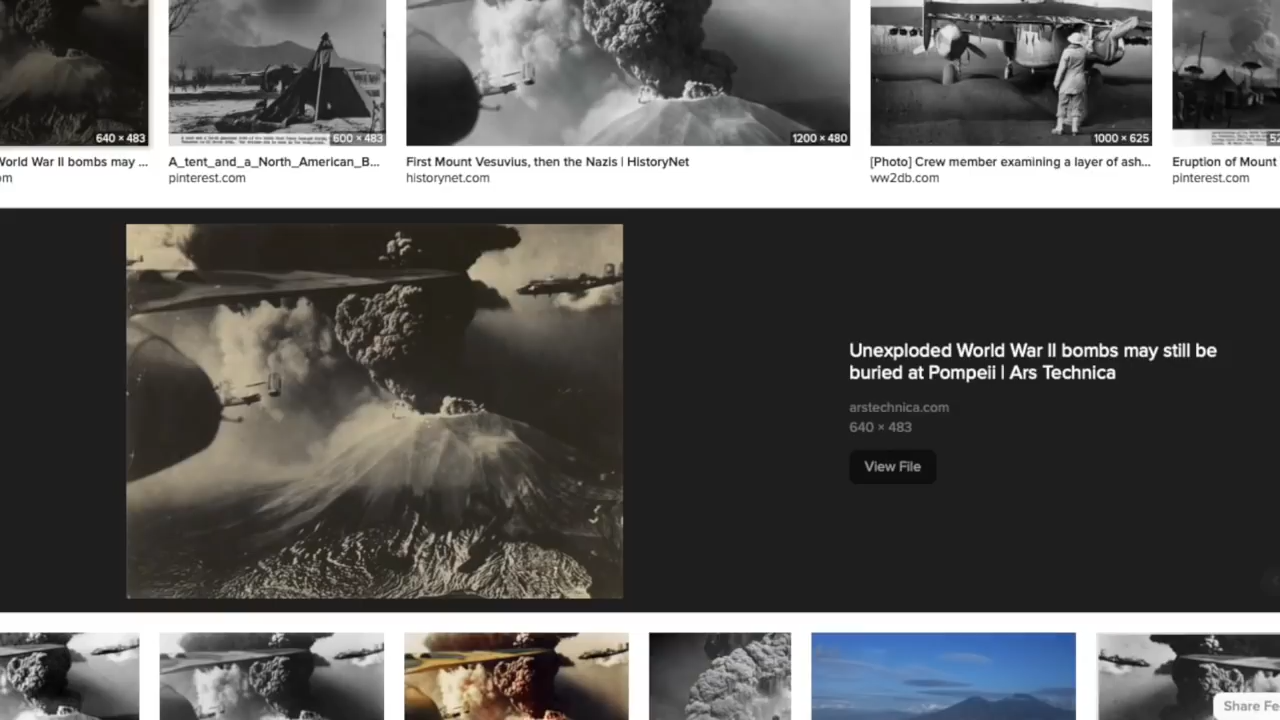 640 × 483
600 × 483
1200 × 480
1000 × 625
World War II bombs may ...
A_tent_and_a_North_American_B...
First Mount Vesuvius, then the Nazis | HistoryNet
[Photo] Crew member examining a layer of ash...
Eruption of Mount
pinterest.com
historynet.com
ww2db.com
pinterest.com
Unexploded World War II bombs may still be
buried at Pompeii | Ars Technica
arstechnica.com
640 × 483
View File
Share Fe